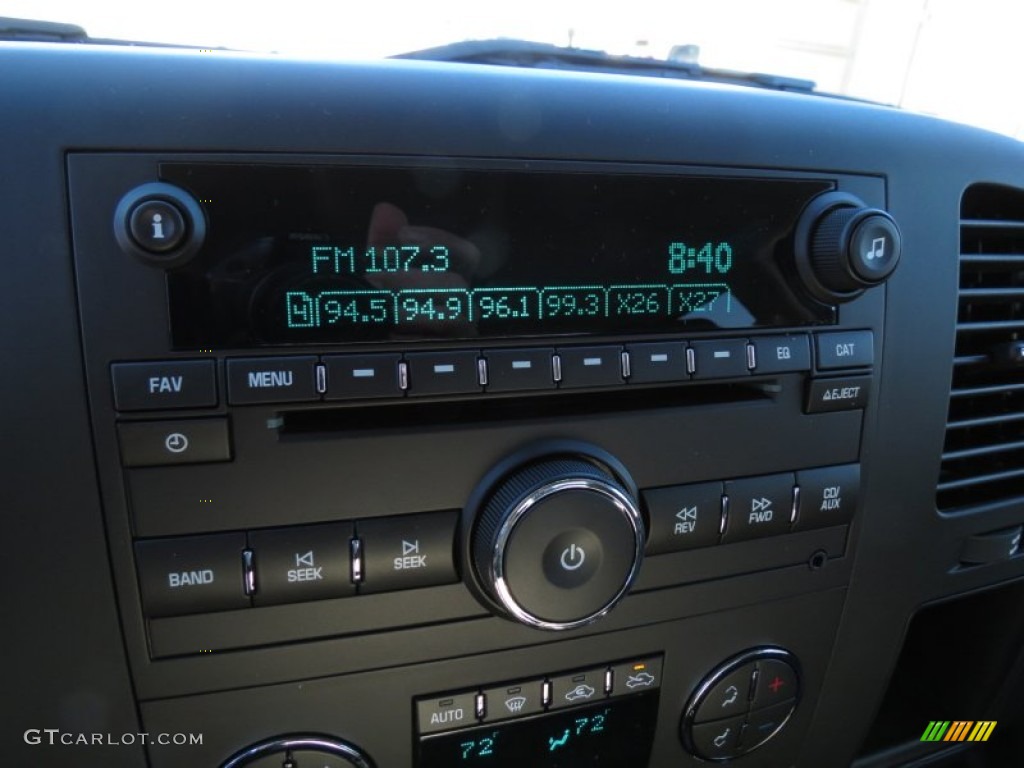 i
FM 107.3 8:40
4 94.5 94.9 96.1 99.3 X26 X27
FAV MENU EQ CAT
EJECT
BAND SEEK SEEK REV FWD CD/AUX
AUTO
72° 72°
GTCARLOT.COM